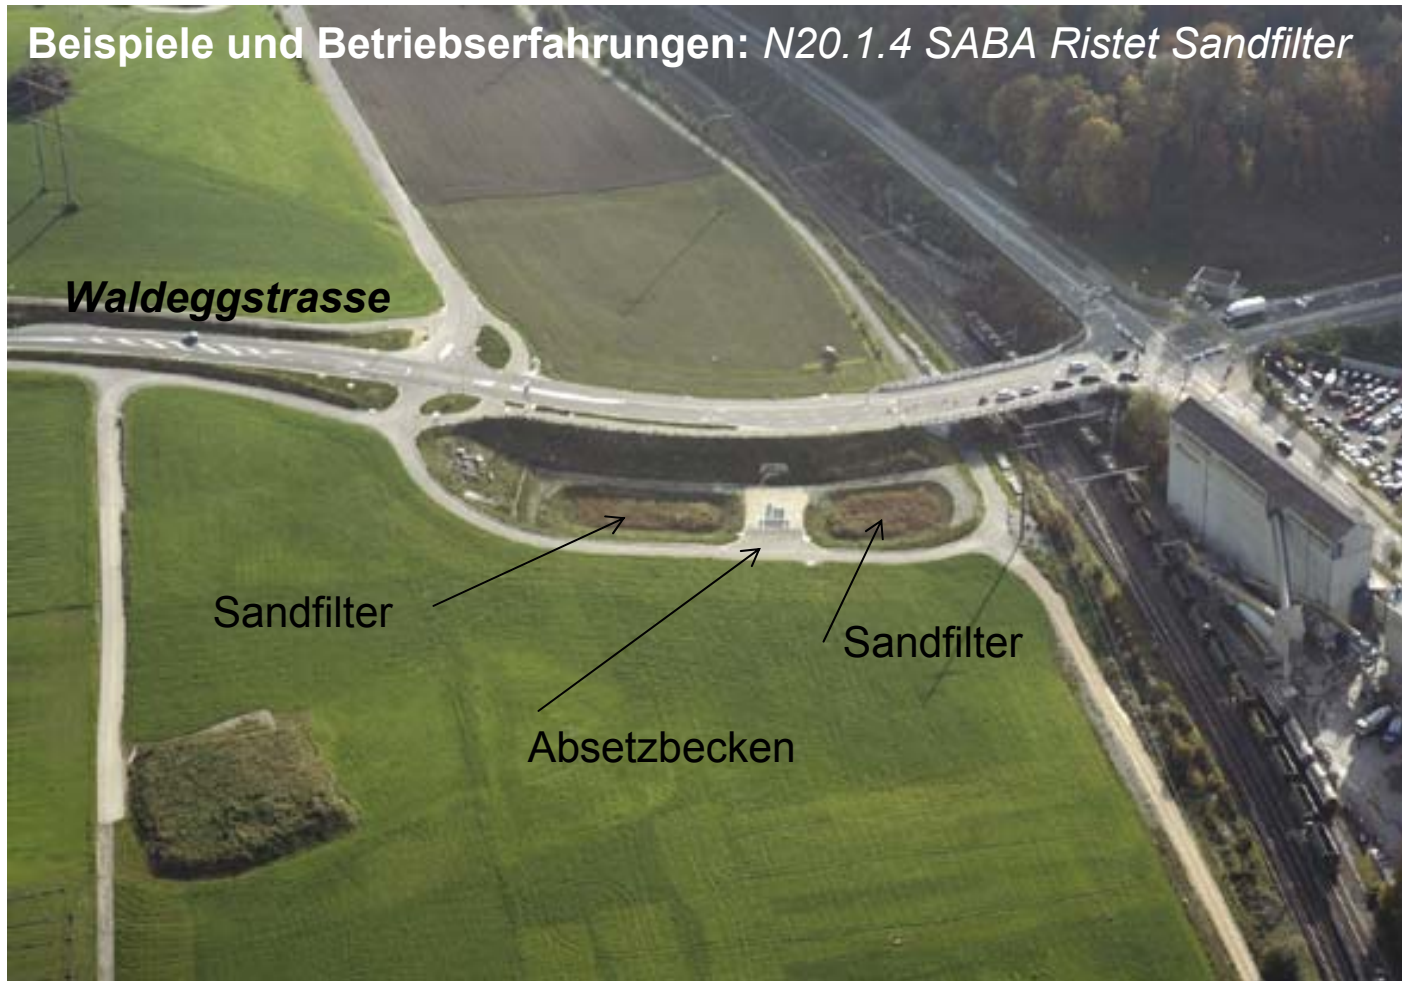 Beispiele und Betriebserfahrungen: N20.1.4 SABA Ristet Sandfilter
Waldeggstrasse
Sandfilter
Sandfilter
Absetzbecken